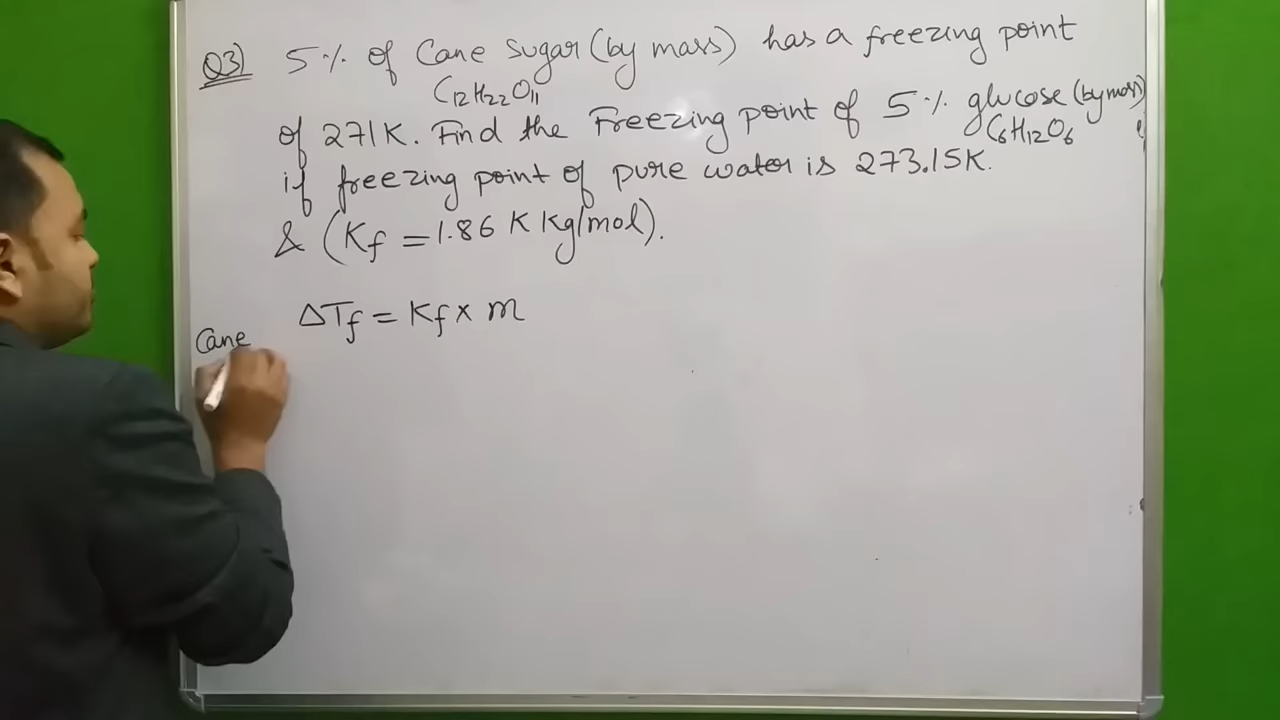 Q3) 5% of Cane Sugar (by mass) has a freezing point
C12H22O11
of 271K. Find the Freezing point of 5% glucose (by mass)
C6H12O6
if freezing point of pure water is 273.15K.
& (Kf = 1.86 K Kg/mol).
ΔTf = Kf × m
Cane